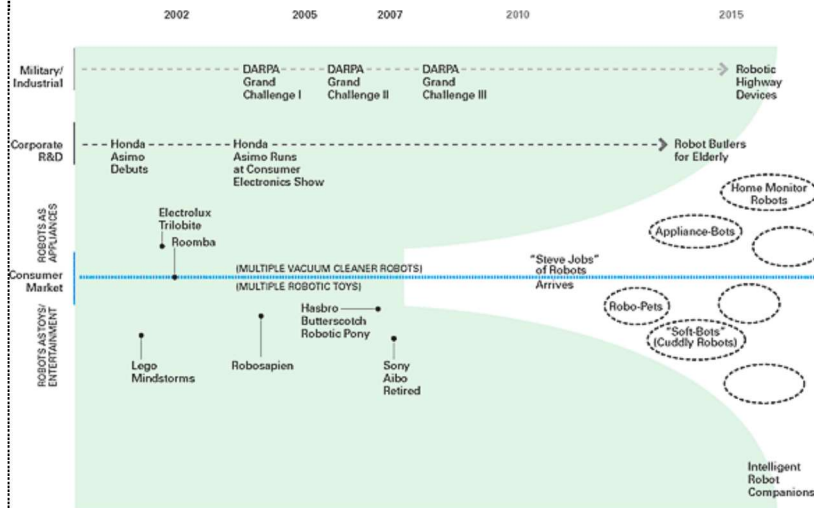 2002 2005 2007 2010 2015
Military/
Industrial
DARPA
Grand
Challenge I
DARPA
Grand
Challenge II
DARPA
Grand
Challenge III
Robotic
Highway
Devices
Corporate
R&D
Honda
Asimo
Debuts
Honda
Asimo Runs
at Consumer
Electronics Show
Robot Butlers
for Elderly
Home Monitor
Robots
ROBOTS AS
APPLIANCES
Electrolux
Trilobite
Roomba
Appliance-Bots
(MULTIPLE VACUUM CLEANER ROBOTS)
"Steve Jobs"
of Robots
Arrives
Consumer
Market
(MULTIPLE ROBOTIC TOYS)
ROBOTS AS TOYS/
ENTERTAINMENT
Hasbro
Butterscotch
Robotic Pony
Robo-Pets
"Soft-Bots"
(Cuddly Robots)
Lego
Mindstorms
Robosapien
Sony
Aibo
Retired
Intelligent
Robot
Companions